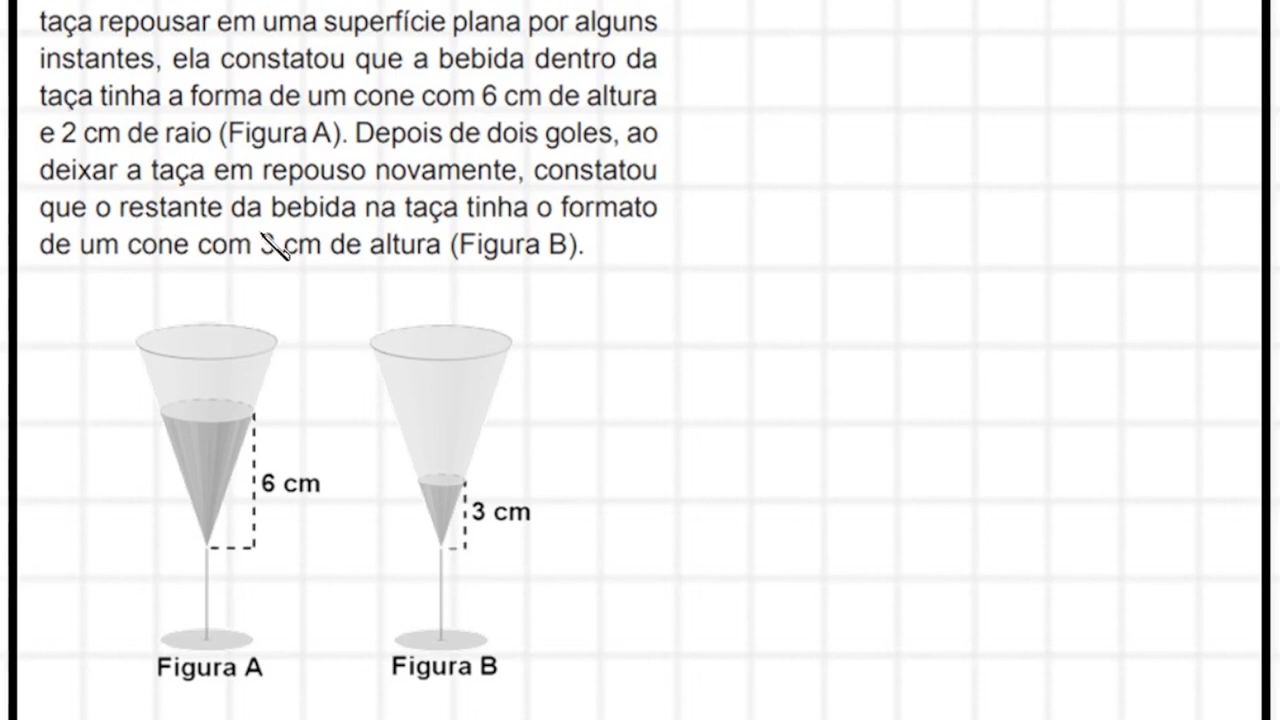 taça repousar em uma superfície plana por alguns
instantes, ela constatou que a bebida dentro da
taça tinha a forma de um cone com 6 cm de altura
e 2 cm de raio (Figura A). Depois de dois goles, ao
deixar a taça em repouso novamente, constatou
que o restante da bebida na taça tinha o formato
de um cone com 3 cm de altura (Figura B).
6 cm
3 cm
Figura A
Figura B